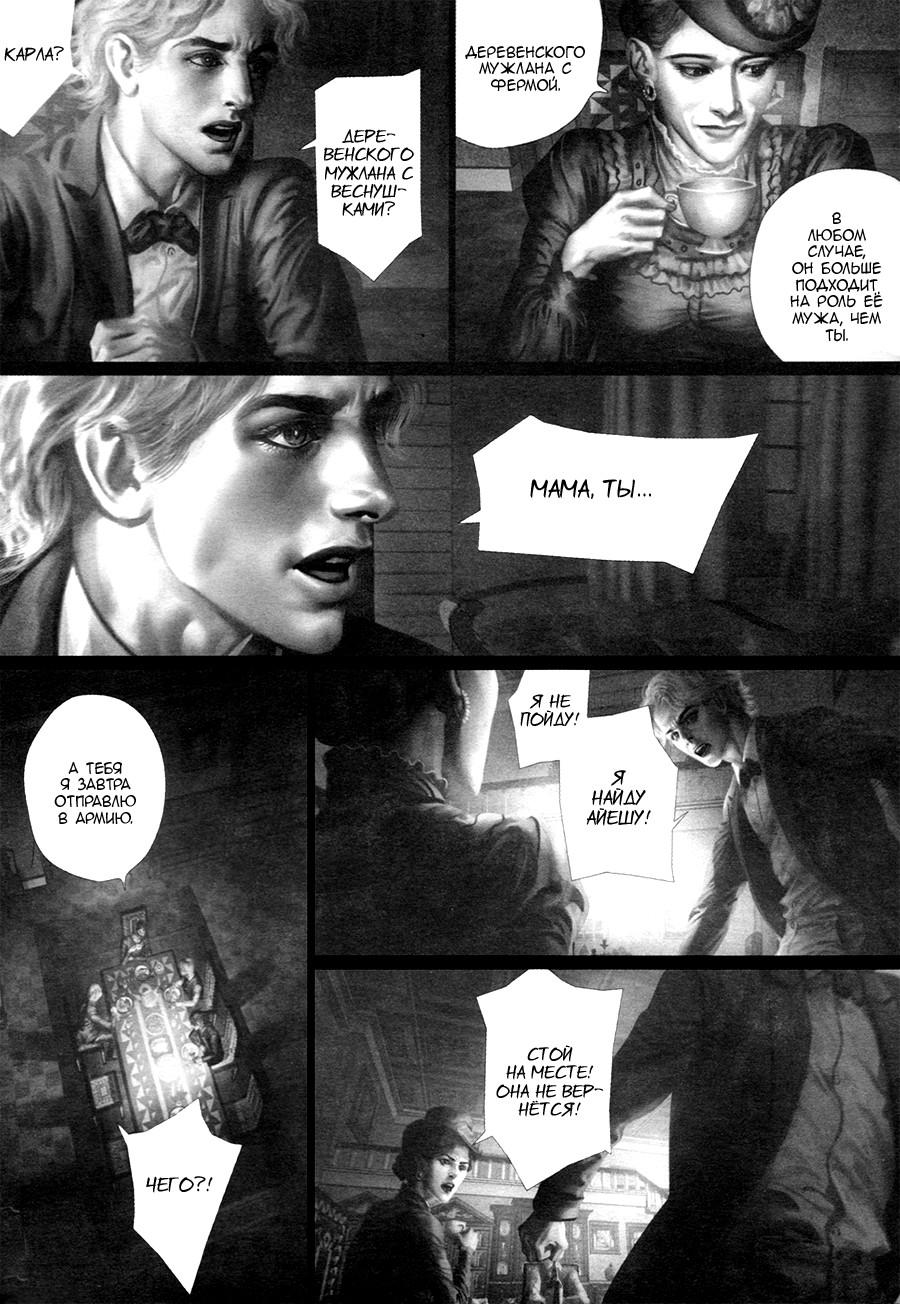 КАРЛА?
ДЕРЕ-
ВЕНСКОГО
МУЖЛАНА С
ВЕСНУШ-
КАМИ?
ДЕРЕВЕНСКОГО
МУЖЛАНА С
ФЕРМОЙ.
В
ЛЮБОМ
СЛУЧАЕ,
ОН БОЛЬШЕ
ПОДХОДИТ
НА РОЛЬ ЕЁ
МУЖА, ЧЕМ
ТЫ.
МАМА, ТЫ...
А ТЕБЯ
Я ЗАВТРА
ОТПРАВЛЮ
В АРМИЮ.
ЧЕГО?!
Я НЕ
ПОЙДУ!
Я
НАЙДУ
АЙЕШУ!
СТОЙ
НА МЕСТЕ!
ОНА НЕ ВЕР-
НЁТСЯ!